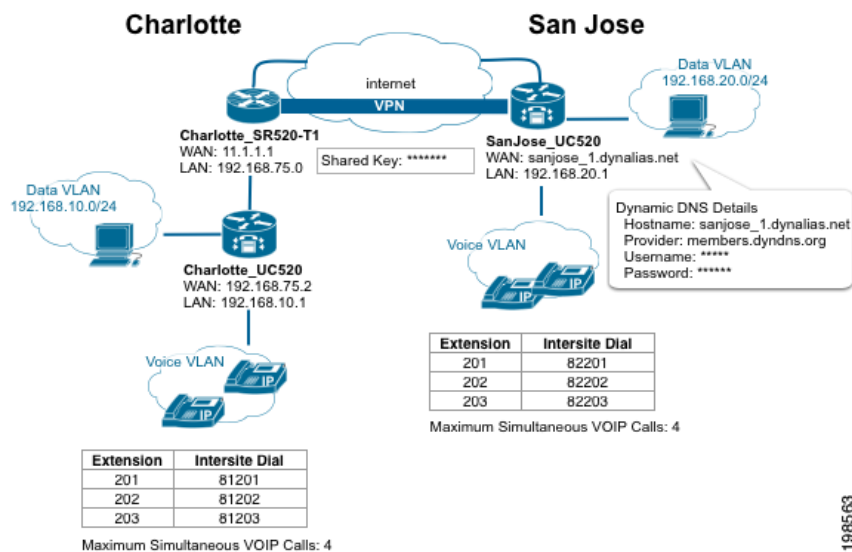 Charlotte
San Jose
internet
VPN
Data VLAN
192.168.20.0/24
Charlotte_SR520-T1
WAN: 11.1.1.1
LAN: 192.168.75.0
Shared Key: *******
SanJose_UC520
WAN: sanjose_1.dynalias.net
LAN: 192.168.20.1
Data VLAN
192.168.10.0/24
Dynamic DNS Details
Hostname: sanjose_1.dynalias.net
Provider: members.dyndns.org
Username: *****
Password: ******
Charlotte_UC520
WAN: 192.168.75.2
LAN: 192.168.10.1
Voice VLAN
IP
IP
Extension Intersite Dial
201 82201
202 82202
203 82203
Maximum Simultaneous VOIP Calls: 4
Voice VLAN
IP
IP
Extension Intersite Dial
201 81201
202 81202
203 81203
Maximum Simultaneous VOIP Calls: 4
198563